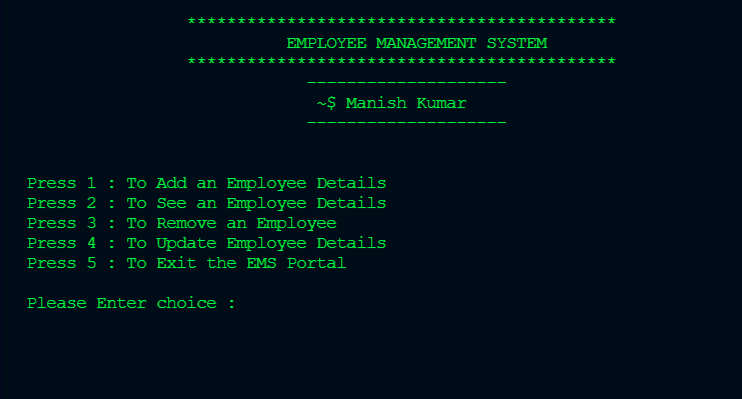 *******************************************
EMPLOYEE MANAGEMENT SYSTEM
*******************************************
--------------------
~$ Manish Kumar
--------------------
Press 1 : To Add an Employee Details
Press 2 : To See an Employee Details
Press 3 : To Remove an Employee
Press 4 : To Update Employee Details
Press 5 : To Exit the EMS Portal
Please Enter choice :